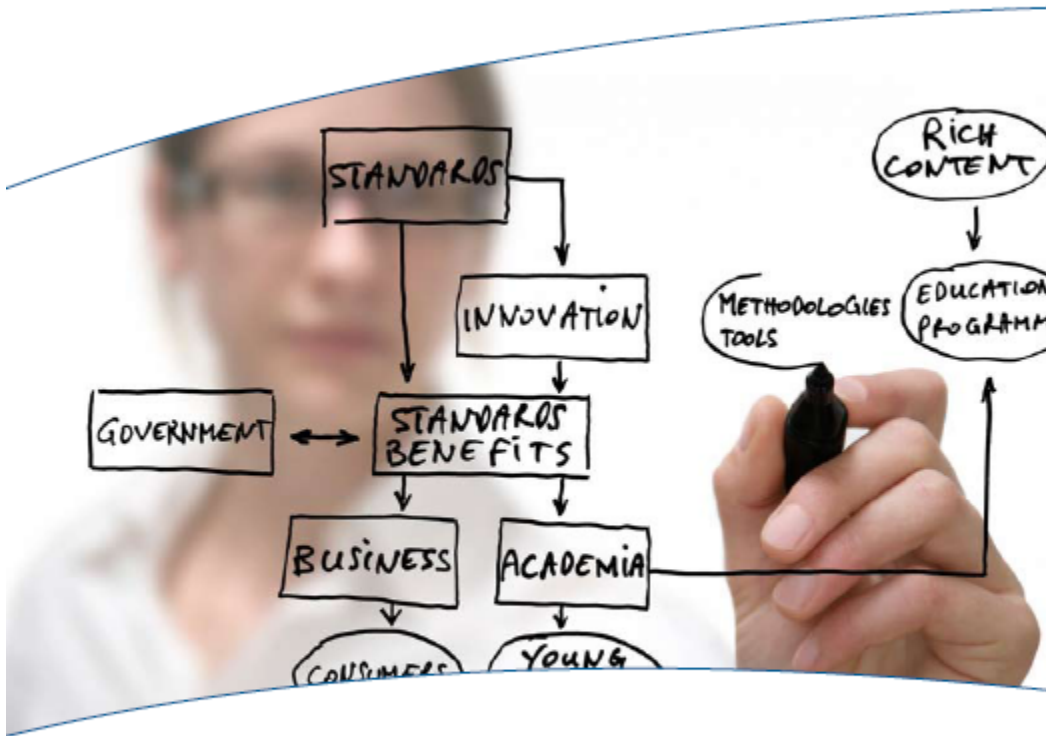 STANDARDS
INNOVATION
GOVERNMENT
STANDARDS
BENEFITS
BUSINESS
ACADEMIA
CONSUMERS
YOUNG
RICH
CONTENT
METHODOLOGIES
TOOLS
EDUCATION
PROGRAMM